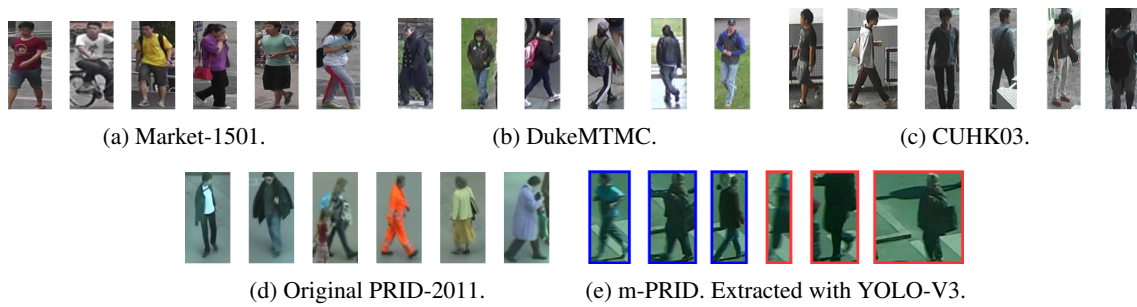 (a) Market-1501.
(b) DukeMTMC.
(c) CUHK03.
(d) Original PRID-2011.
(e) m-PRID. Extracted with YOLO-V3.